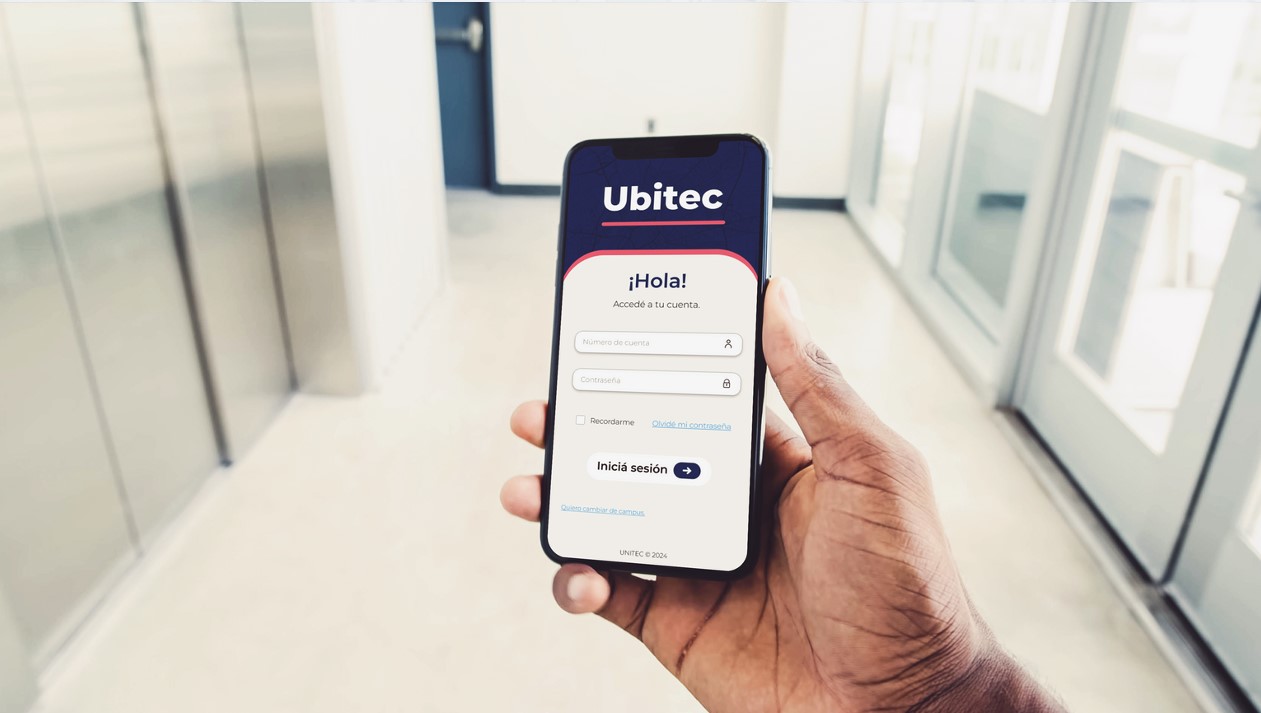 Ubitec
¡Hola!
Accedé a tu cuenta.
Número de cuenta
Contraseña
Recordarme
Olvidé mi contraseña
Iniciá sesión
Quiero cambiar de campus.
UNITEC © 2024